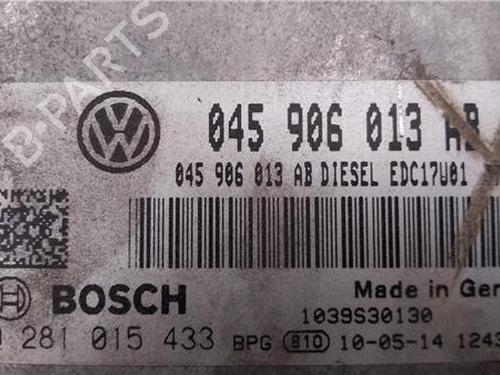 B-PARTS
045 906 013 AB
045 906 013 AB DIESEL EDC17U01
BOSCH
Made in Ger
1039S30130
0 281 015 433 BPG 810 10-05-14 1243